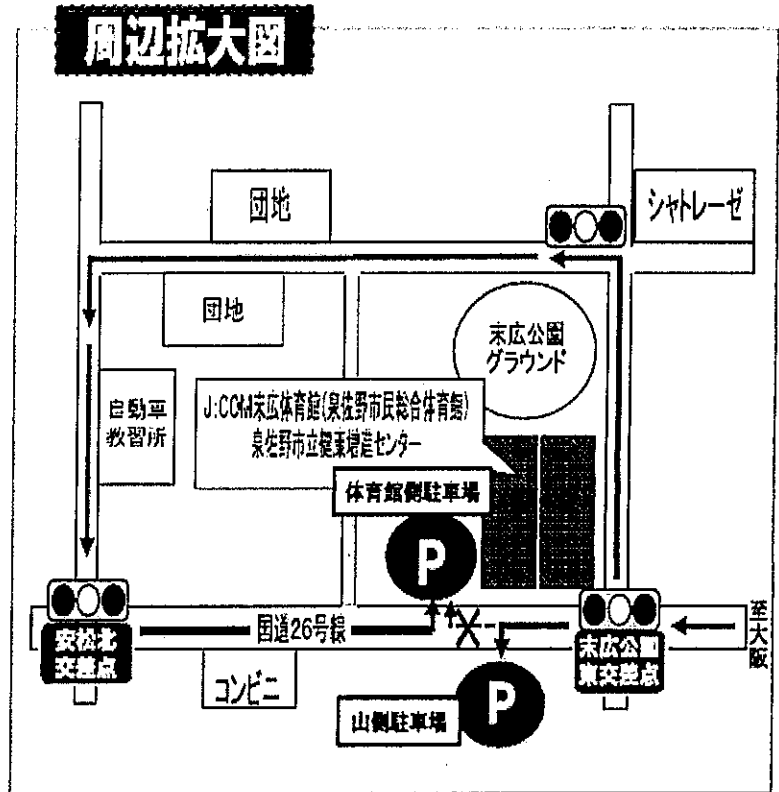 周辺拡大図
団地
シャトレーゼ
団地
末広公園
グラウンド
自動車
教習所
J:COM末広体育館(泉佐野市民総合体育館)
泉佐野市立健康増進センター
体育館側駐車場
P
国道26号線
至大阪
安松北
交差点
末広公園
東交差点
コンビニ
山側駐車場
P